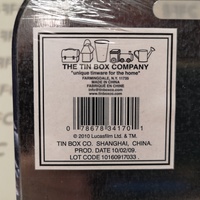 THE TIN BOX COMPANY
"unique tinware for the home"
FARMINGDALE, N.Y. 11735
MADE IN CHINA
FABRIQUE EN CHINE
0 78678 34170 1
© 2010 Lucasfilm Ltd. & TM.
TIN BOX CO. SHANGHAI, CHINA.
PROD. DATE 10/02/09.
LOT CODE 10160917033